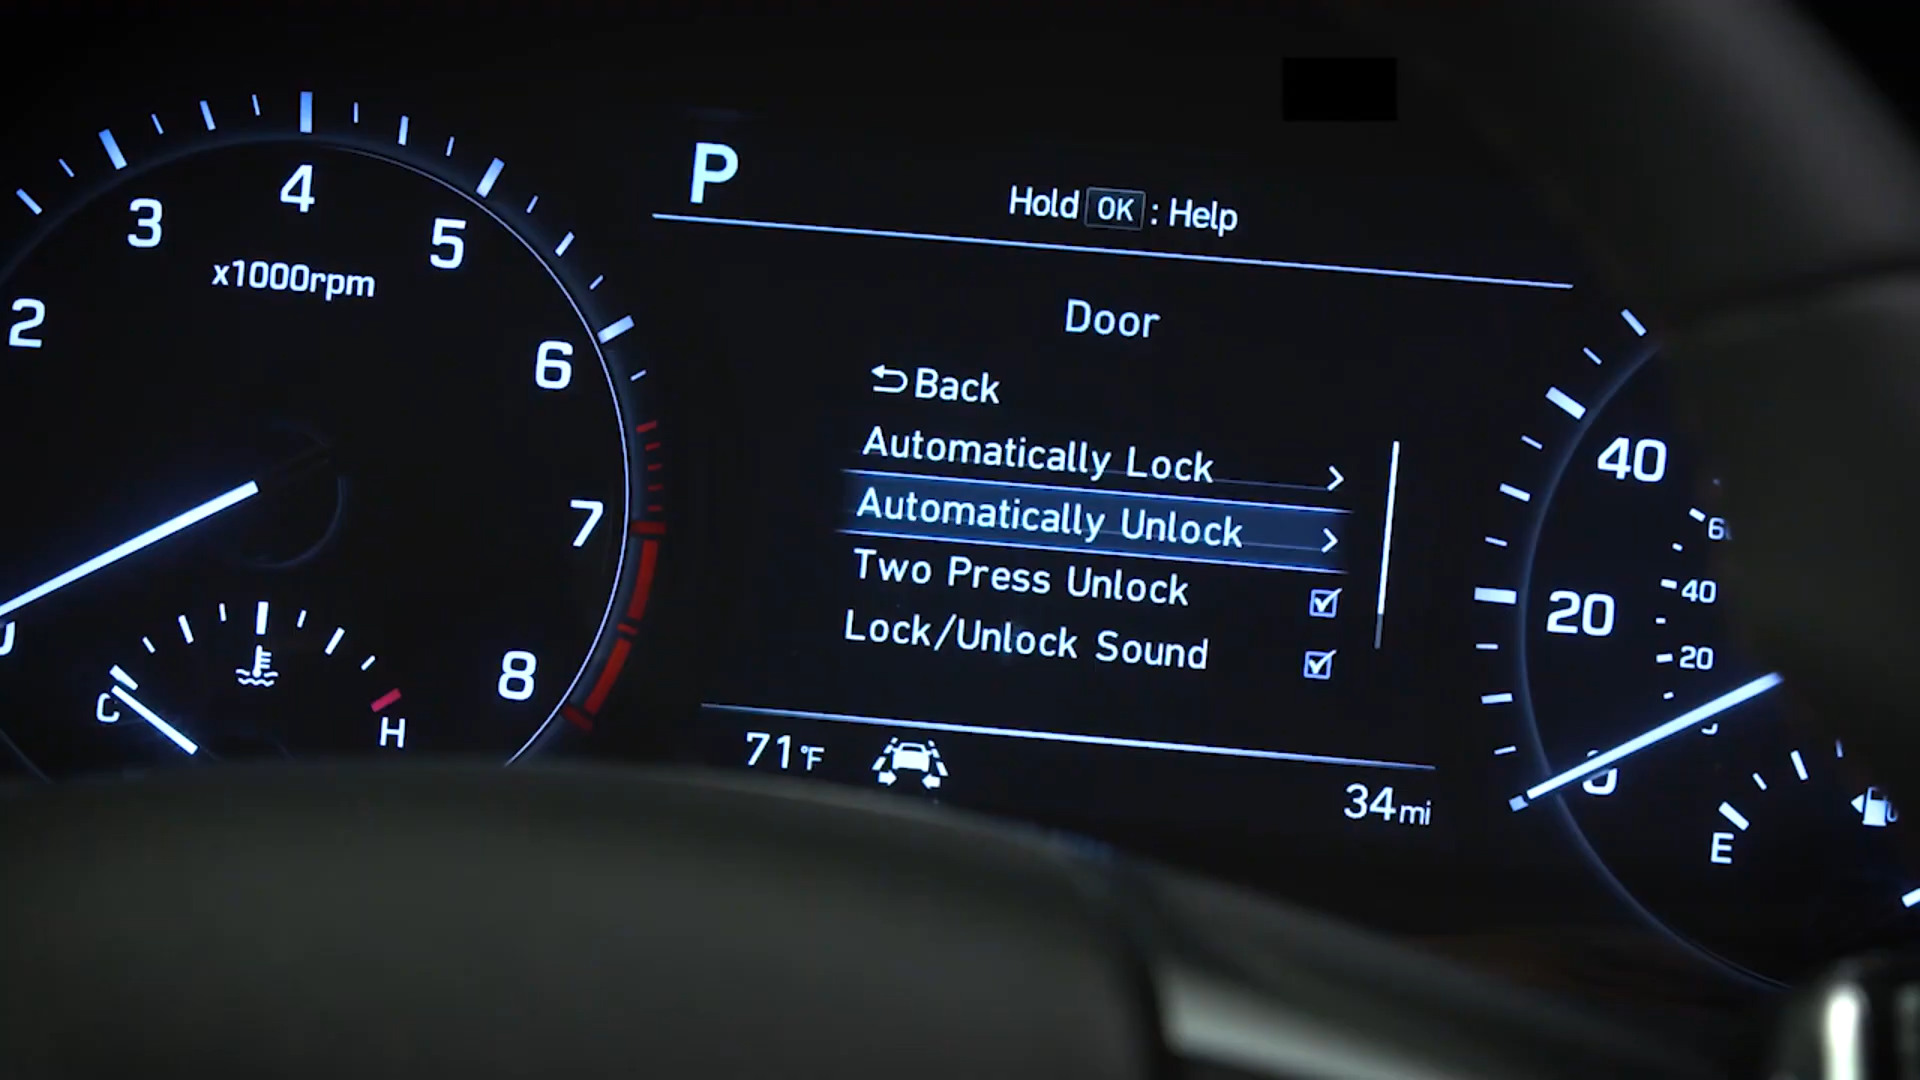 P
Hold OK : Help
Door
Back
Automatically Lock
Automatically Unlock
Two Press Unlock
Lock/Unlock Sound
71°F
34mi
2
3
4
5
6
7
8
x1000rpm
C
H
40
20
0
40
20
E